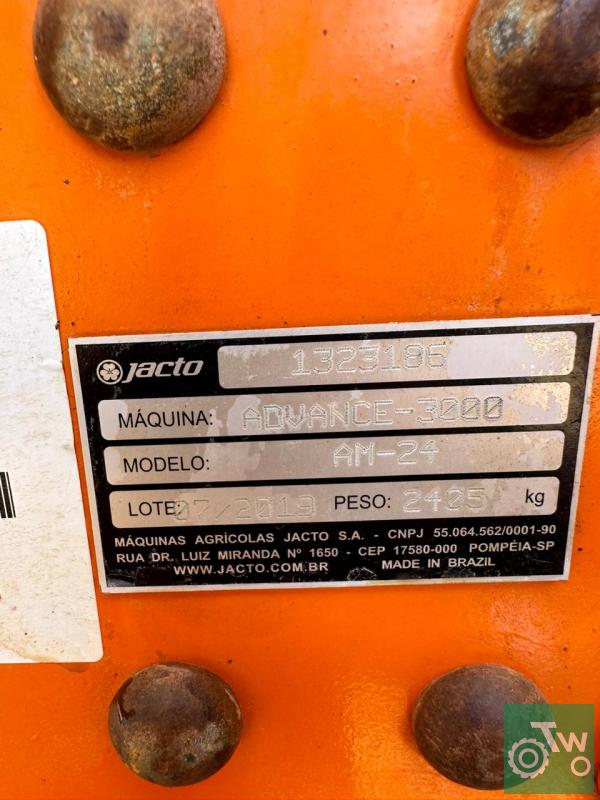 jacto 1323186
MÁQUINA: ADVANCE-3000
MODELO: AM-24
LOTE: 07/2019 PESO: 2425 kg
MÁQUINAS AGRÍCOLAS JACTO S.A. - CNPJ 55.064.562/0001-90
RUA DR. LUIZ MIRANDA Nº 1650 - CEP 17580-000 POMPÉIA-SP
WWW.JACTO.COM.BR MADE IN BRAZIL
TWO